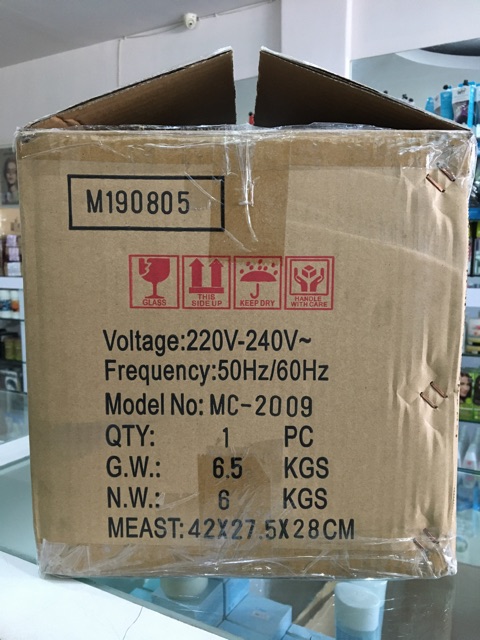 M190805
GLASS
THIS
SIDE UP
KEEP DRY
HANDLE
WITH CARE
Voltage:220V-240V~
Frequency:50Hz/60Hz
Model No: MC-2009
QTY: 1 PC
G.W.: 6.5 KGS
N.W.: 6 KGS
MEAST: 42X27.5X28CM